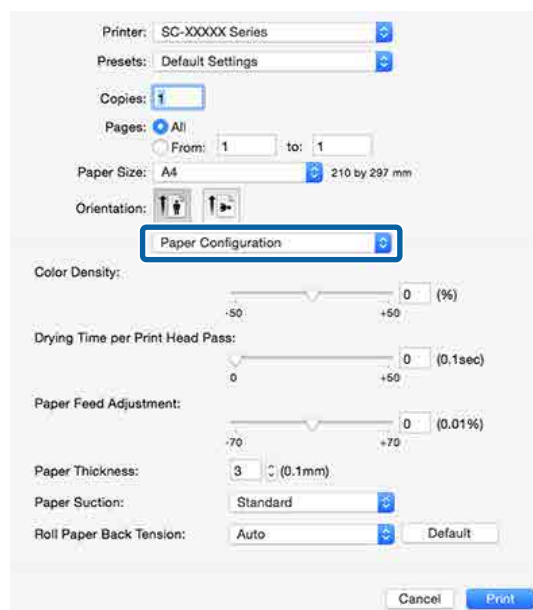 Printer: SC-XXXXX Series
Presets: Default Settings
Copies: 1
Pages: All
From: 1 to: 1
Paper Size: A4 210 by 297 mm
Orientation:
Paper Configuration
Color Density:
0 (%)
-50 +50
Drying Time per Print Head Pass:
0 (0.1sec)
0 +50
Paper Feed Adjustment:
0 (0.01%)
-70 +70
Paper Thickness: 3 (0.1mm)
Paper Suction: Standard
Roll Paper Back Tension: Auto Default
Cancel Print